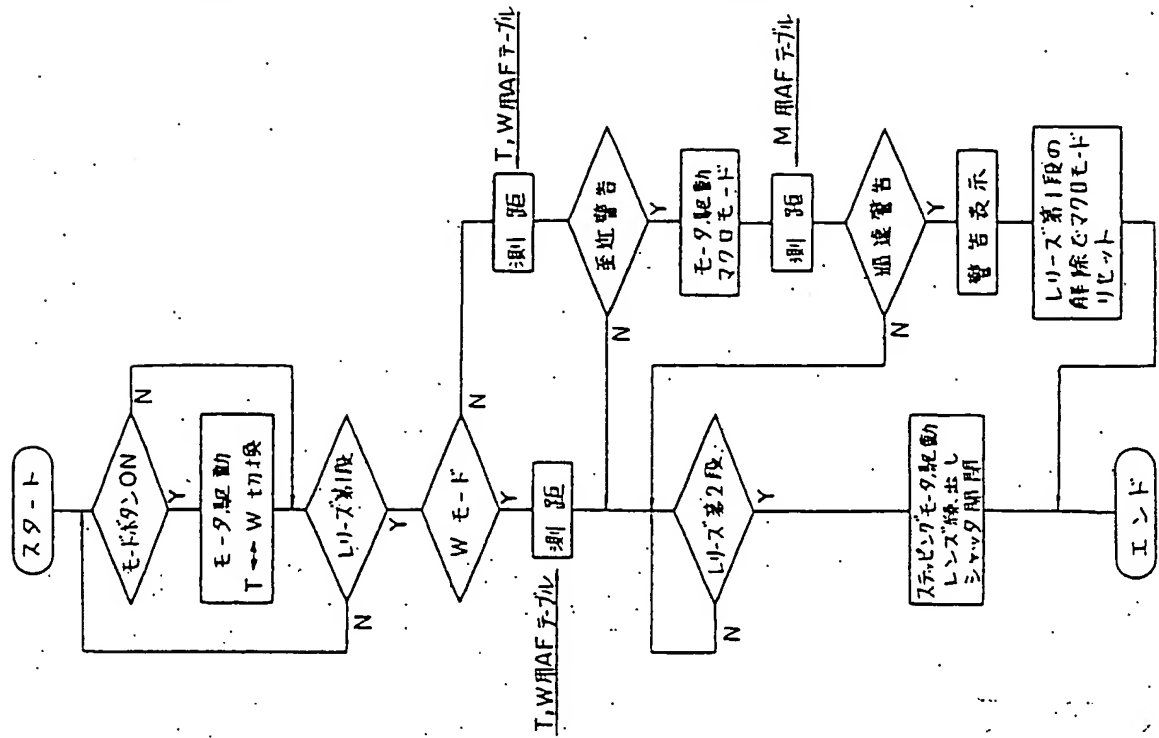 スタート
モードボタンON
N
Y
モータ駆動
T↔W切換
レリーズ第1段
N
Y
Wモード
N
Y
測距
T,W用AFテーブル
測距
T,W用AFテーブル
至近警告
N
Y
モータ駆動
マクロモード
測距
M用AFテーブル
過遠警告
N
Y
警告表示
レリーズ第1段の
解除でマクロモード
リセット
レリーズ第2段
N
Y
ステッピングモータ駆動
レンズ繰出し
シャッタ開閉
エンド